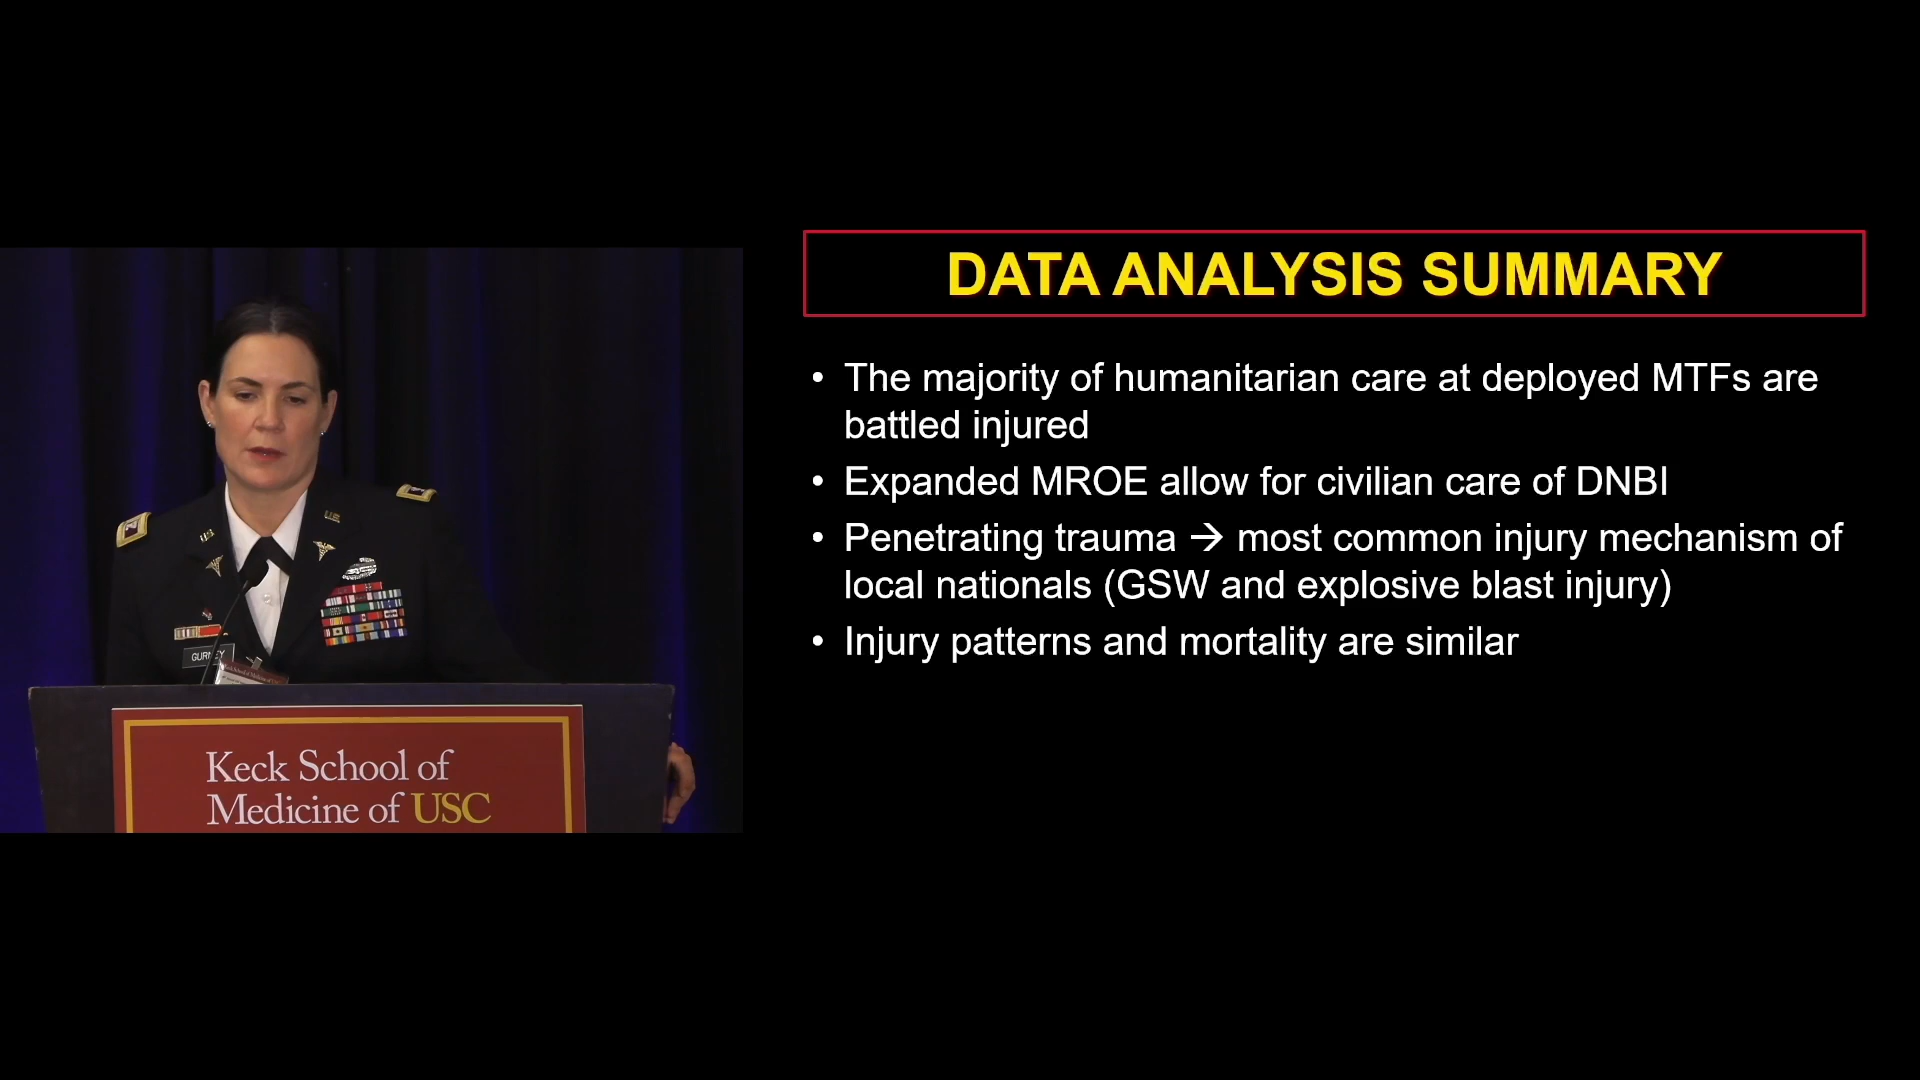 DATA ANALYSIS SUMMARY
• The majority of humanitarian care at deployed MTFs are
battled injured
• Expanded MROE allow for civilian care of DNBI
• Penetrating trauma → most common injury mechanism of
local nationals (GSW and explosive blast injury)
• Injury patterns and mortality are similar
Keck School of
Medicine of USC